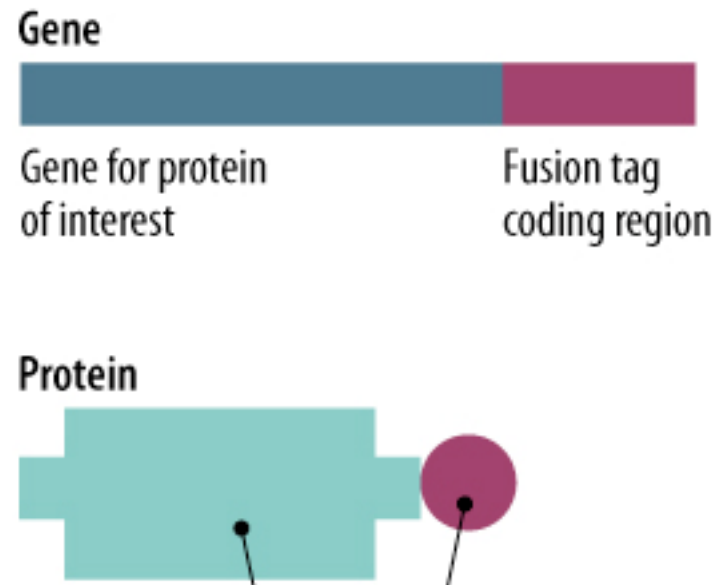 Gene
Gene for protein
of interest
Fusion tag
coding region
Protein